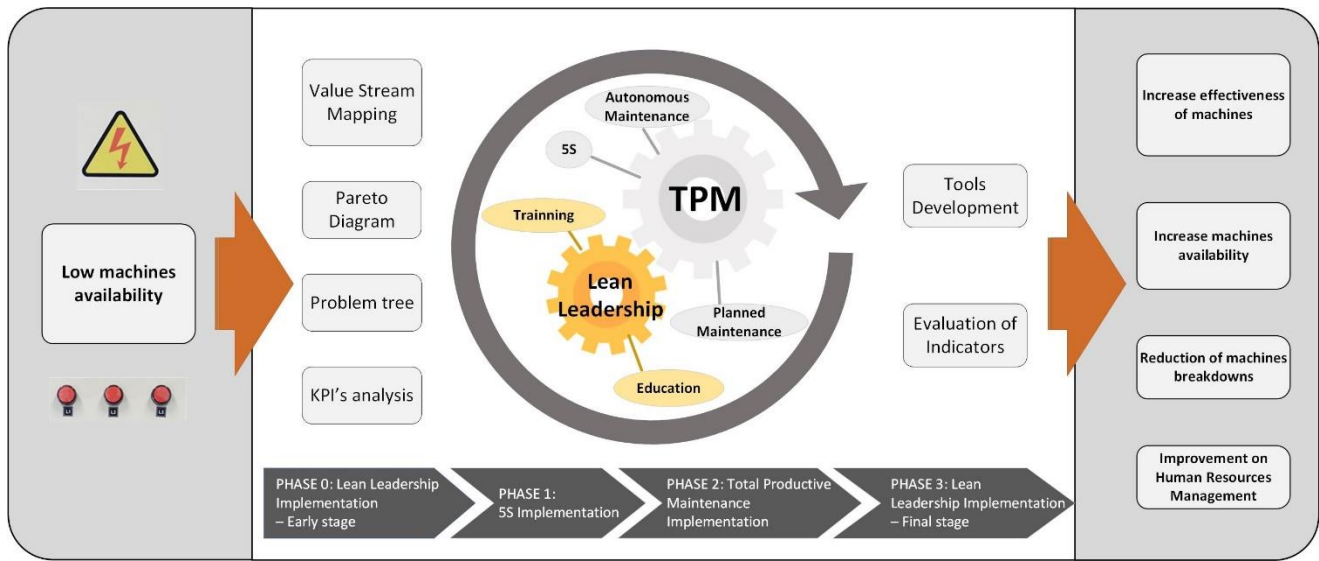 Low machines
availability
Value Stream
Mapping
Pareto
Diagram
Problem tree
KPI's analysis
Autonomous
Maintenance
5S
TPM
Trainning
Lean
Leadership
Planned
Maintenance
Education
Tools
Development
Evaluation of
Indicators
Increase effectiveness
of machines
Increase machines
availability
Reduction of machines
breakdowns
Improvement on
Human Resources
Management
PHASE 0: Lean Leadership
Implementation
– Early stage
PHASE 1:
5S Implementation
PHASE 2: Total Productive
Maintenance
Implementation
PHASE 3: Lean
Leadership Implementation
– Final stage